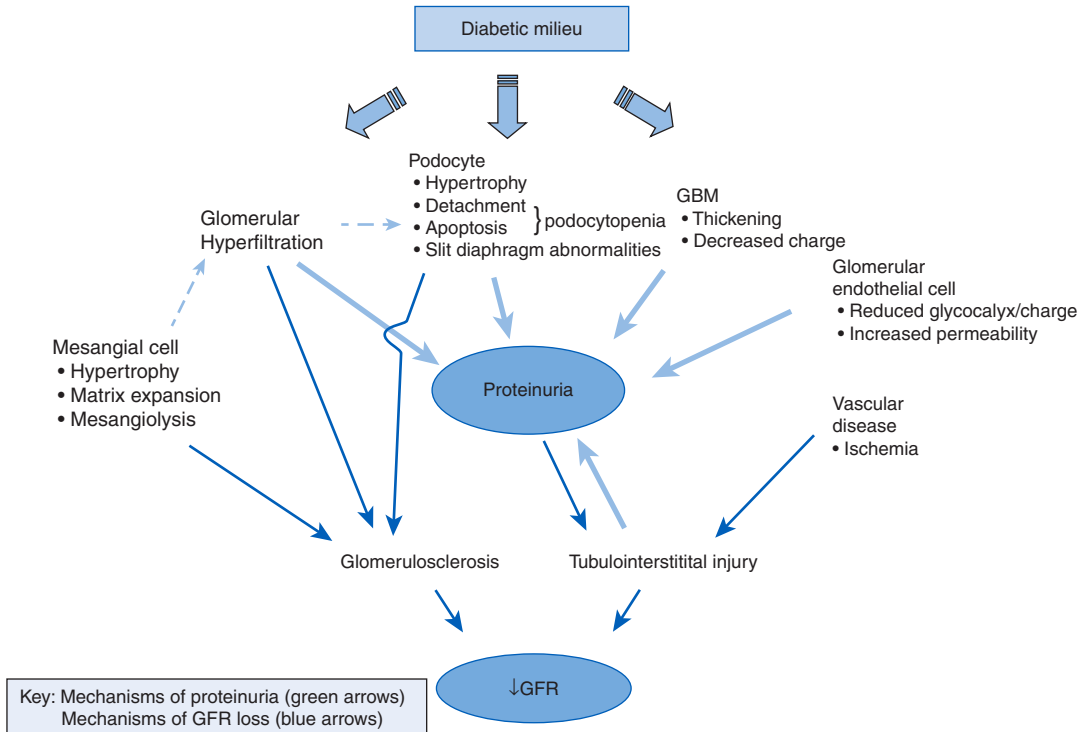 Diabetic milieu
Podocyte
• Hypertrophy
• Detachment
• Apoptosis
} podocytopenia
• Slit diaphragm abnormalities
GBM
• Thickening
• Decreased charge
Glomerular
Hyperfiltration
Glomerular
endothelial cell
• Reduced glycocalyx/charge
• Increased permeability
Mesangial cell
• Hypertrophy
• Matrix expansion
• Mesangiolysis
Proteinuria
Vascular
disease
• Ischemia
Glomerulosclerosis
Tubulointerstitital injury
↓GFR
Key: Mechanisms of proteinuria (green arrows)
Mechanisms of GFR loss (blue arrows)